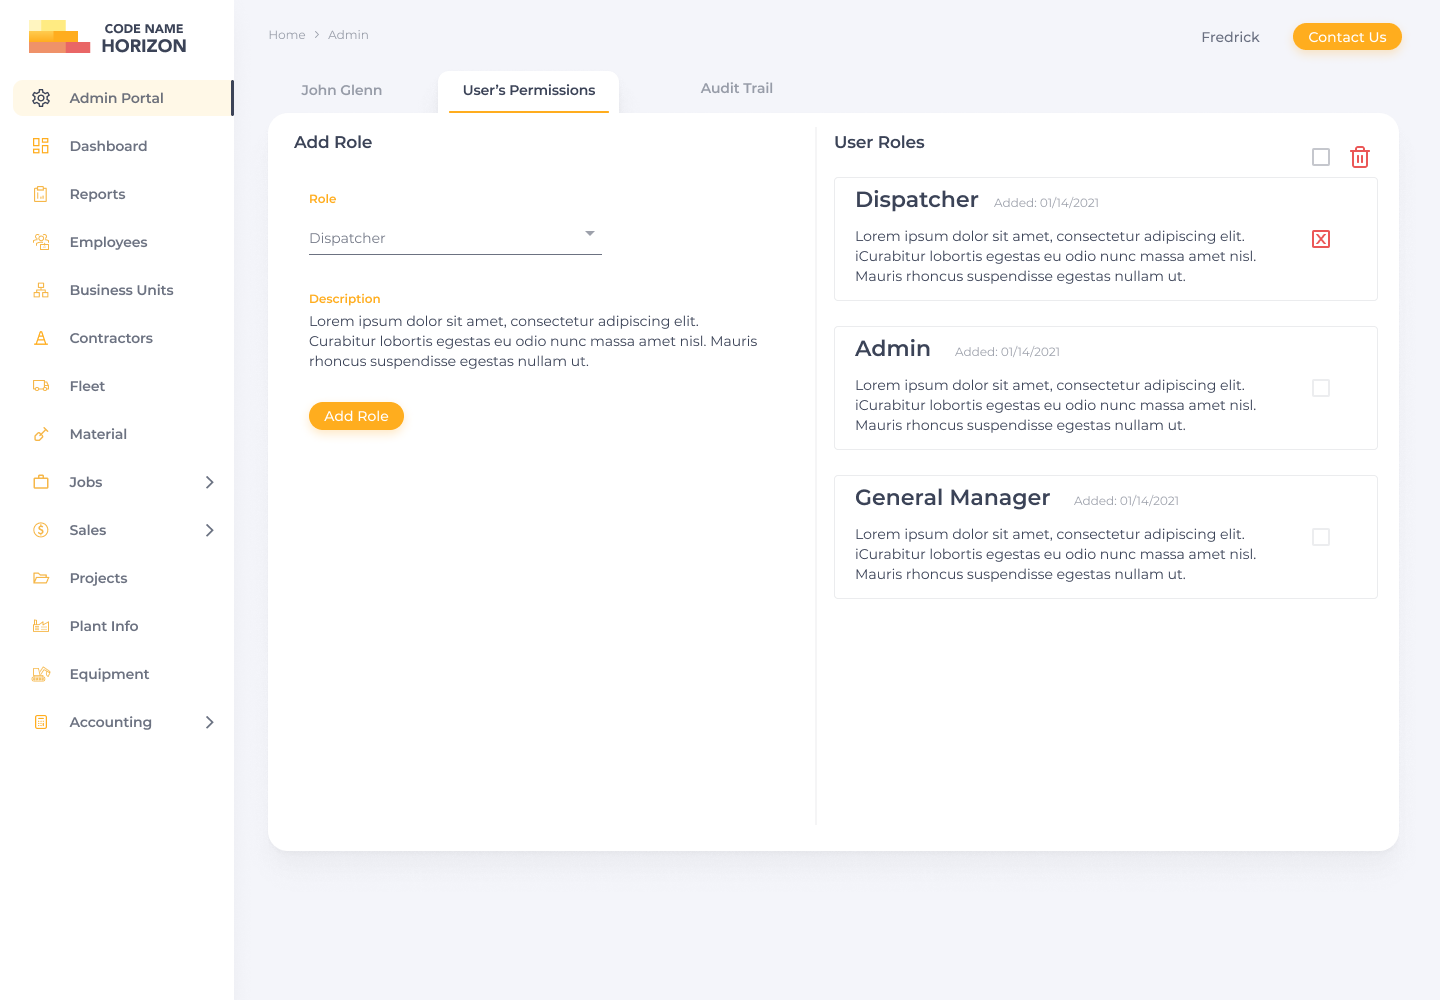 CODE NAME
HORIZON
Admin Portal
Dashboard
Reports
Employees
Business Units
Contractors
Fleet
Material
Jobs
Sales
Projects
Plant Info
Equipment
Accounting
Home > Admin
Fredrick
Contact Us
John Glenn
User’s Permissions
Audit Trail
Add Role
Role
Dispatcher
Description
Lorem ipsum dolor sit amet, consectetur adipiscing elit.
Curabitur lobortis egestas eu odio nunc massa amet nisl. Mauris
rhoncus suspendisse egestas nullam ut.
Add Role
User Roles
Dispatcher Added: 01/14/2021
Lorem ipsum dolor sit amet, consectetur adipiscing elit.
iCurabitur lobortis egestas eu odio nunc massa amet nisl.
Mauris rhoncus suspendisse egestas nullam ut.
Admin Added: 01/14/2021
Lorem ipsum dolor sit amet, consectetur adipiscing elit.
iCurabitur lobortis egestas eu odio nunc massa amet nisl.
Mauris rhoncus suspendisse egestas nullam ut.
General Manager Added: 01/14/2021
Lorem ipsum dolor sit amet, consectetur adipiscing elit.
iCurabitur lobortis egestas eu odio nunc massa amet nisl.
Mauris rhoncus suspendisse egestas nullam ut.